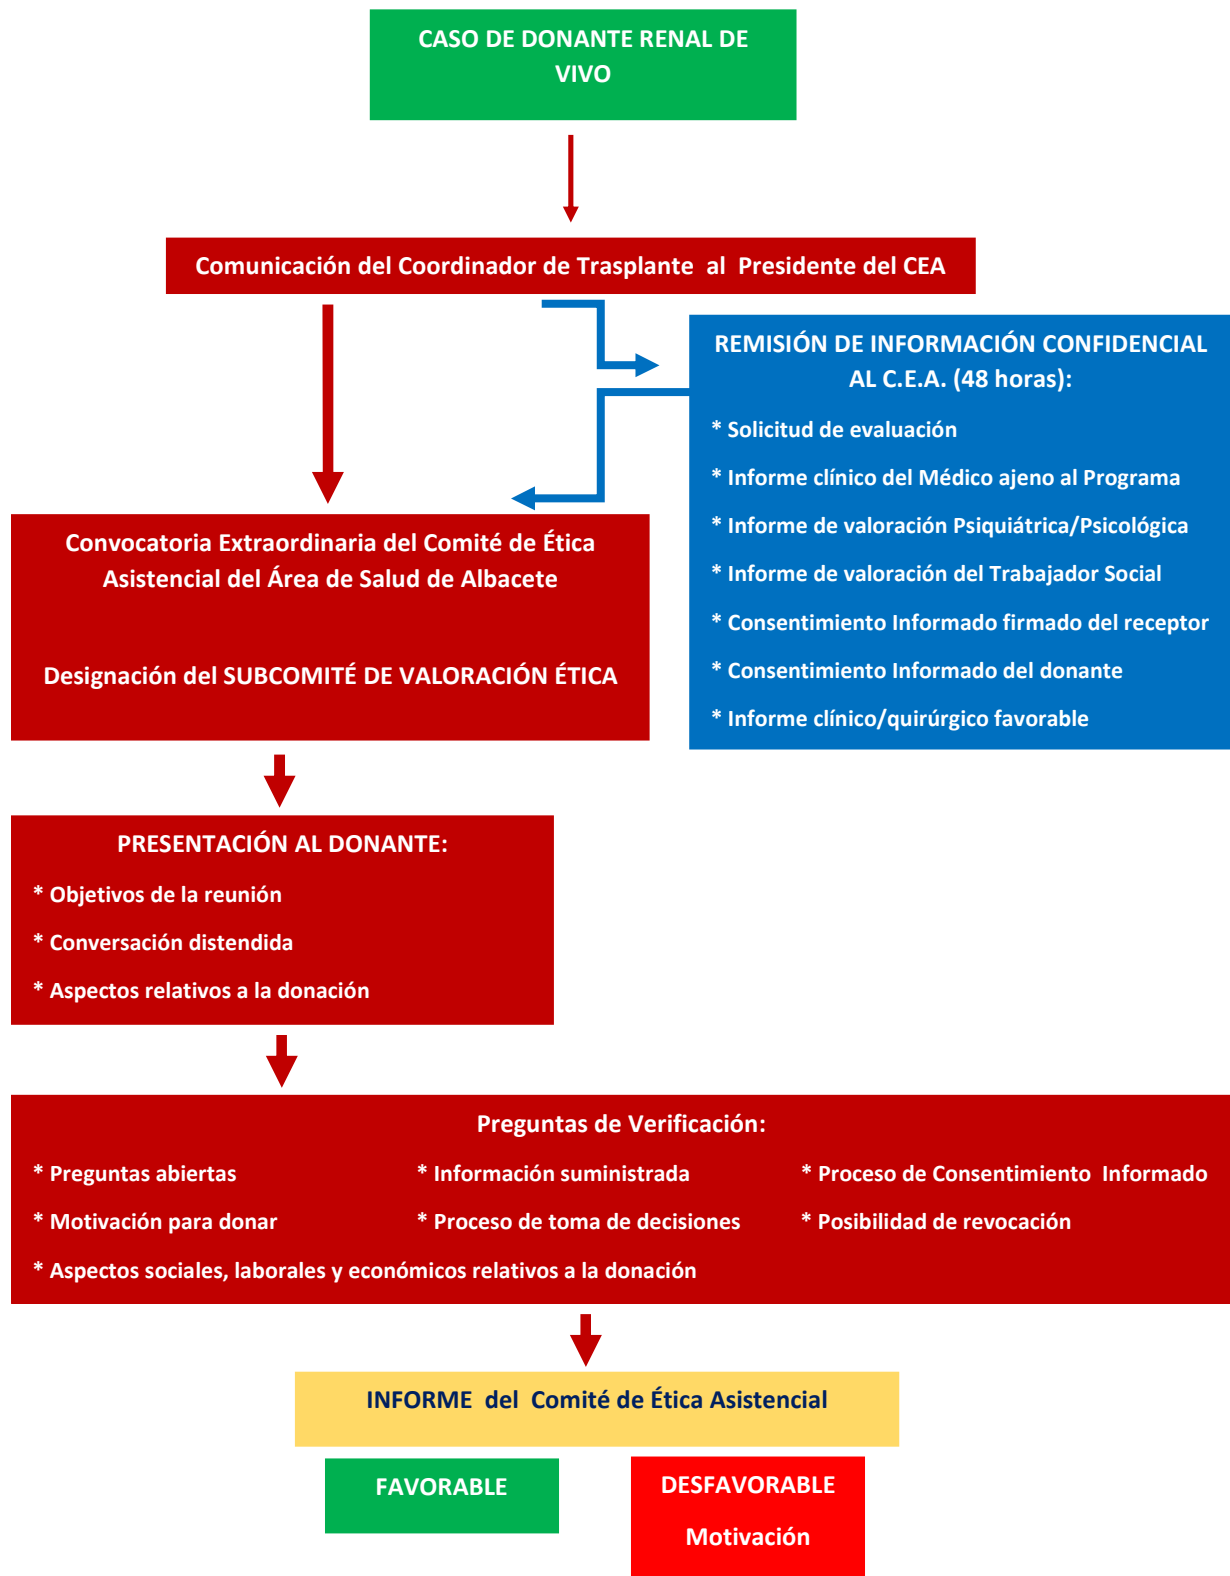 CASO DE DONANTE RENAL DE
VIVO
Comunicación del Coordinador de Trasplante al Presidente del CEA
REMISIÓN DE INFORMACIÓN CONFIDENCIAL
AL C.E.A. (48 horas):
* Solicitud de evaluación
* Informe clínico del Médico ajeno al Programa
* Informe de valoración Psiquiátrica/Psicológica
* Informe de valoración del Trabajador Social
* Consentimiento Informado firmado del receptor
* Consentimiento Informado del donante
* Informe clínico/quirúrgico favorable
Convocatoria Extraordinaria del Comité de Ética
Asistencial del Área de Salud de Albacete
Designación del SUBCOMITÉ DE VALORACIÓN ÉTICA
PRESENTACIÓN AL DONANTE:
* Objetivos de la reunión
* Conversación distendida
* Aspectos relativos a la donación
Preguntas de Verificación:
* Preguntas abiertas * Información suministrada * Proceso de Consentimiento Informado
* Motivación para donar * Proceso de toma de decisiones * Posibilidad de revocación
* Aspectos sociales, laborales y económicos relativos a la donación
INFORME del Comité de Ética Asistencial
FAVORABLE
DESFAVORABLE
Motivación